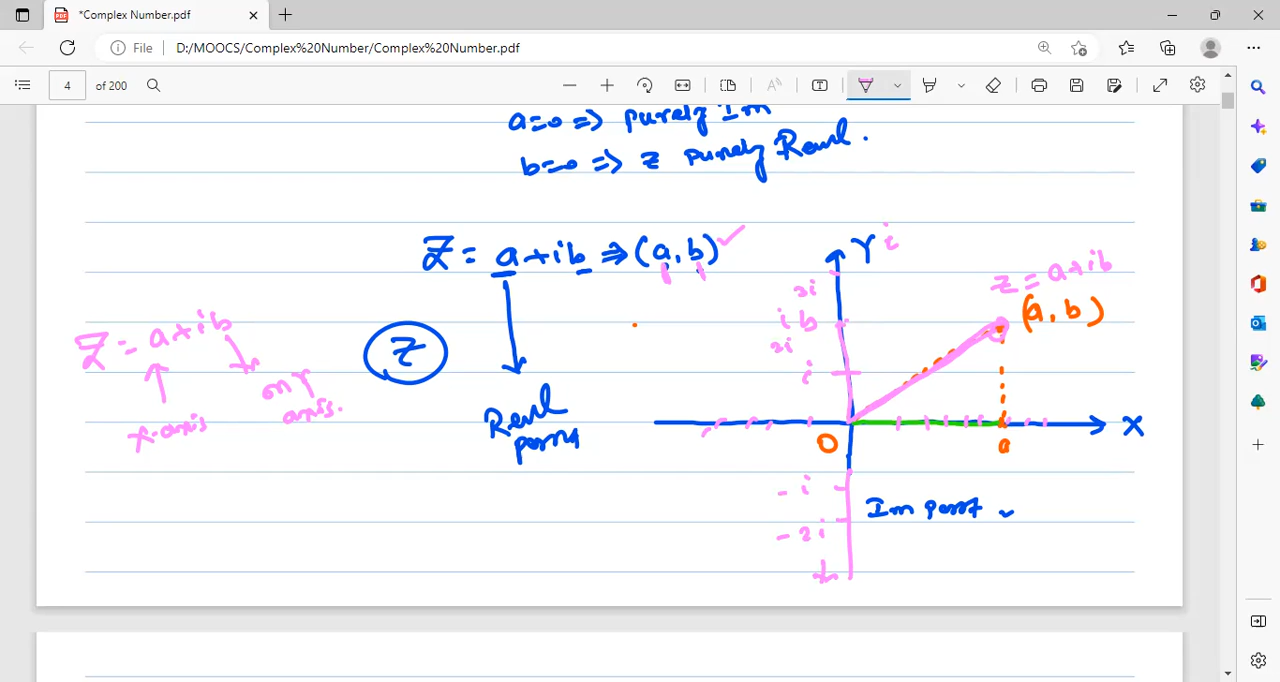 *Complex Number.pdf
File D:/MOOCS/Complex%20Number/Complex%20Number.pdf
4 of 200
a=0 => purely Im
b=0 => z purely Real.
Z = a+ib => (a,b)
Y i
Z = a+ib
(a,b)
2i
ib
2i
i
Z = a+ib
x-axis
on Y
axis.
Z
Real
part
O
a
X
-i
-2i
Im part